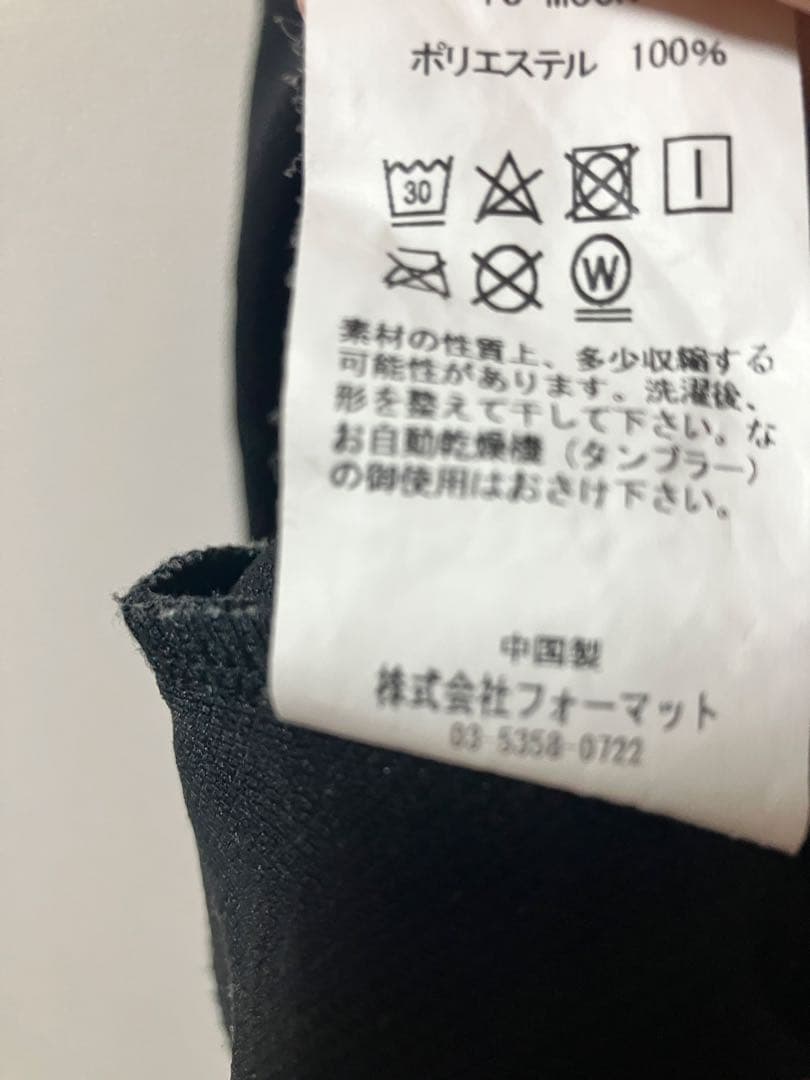 ポリエステル 100%
30
W
素材の性質上、多少収縮する
可能性があります。洗濯後、
形を整えて干して下さい。な
お自動乾燥機（タンブラー）
の御使用はおさけ下さい。
中国製
株式会社フォーマット
03-5358-0722